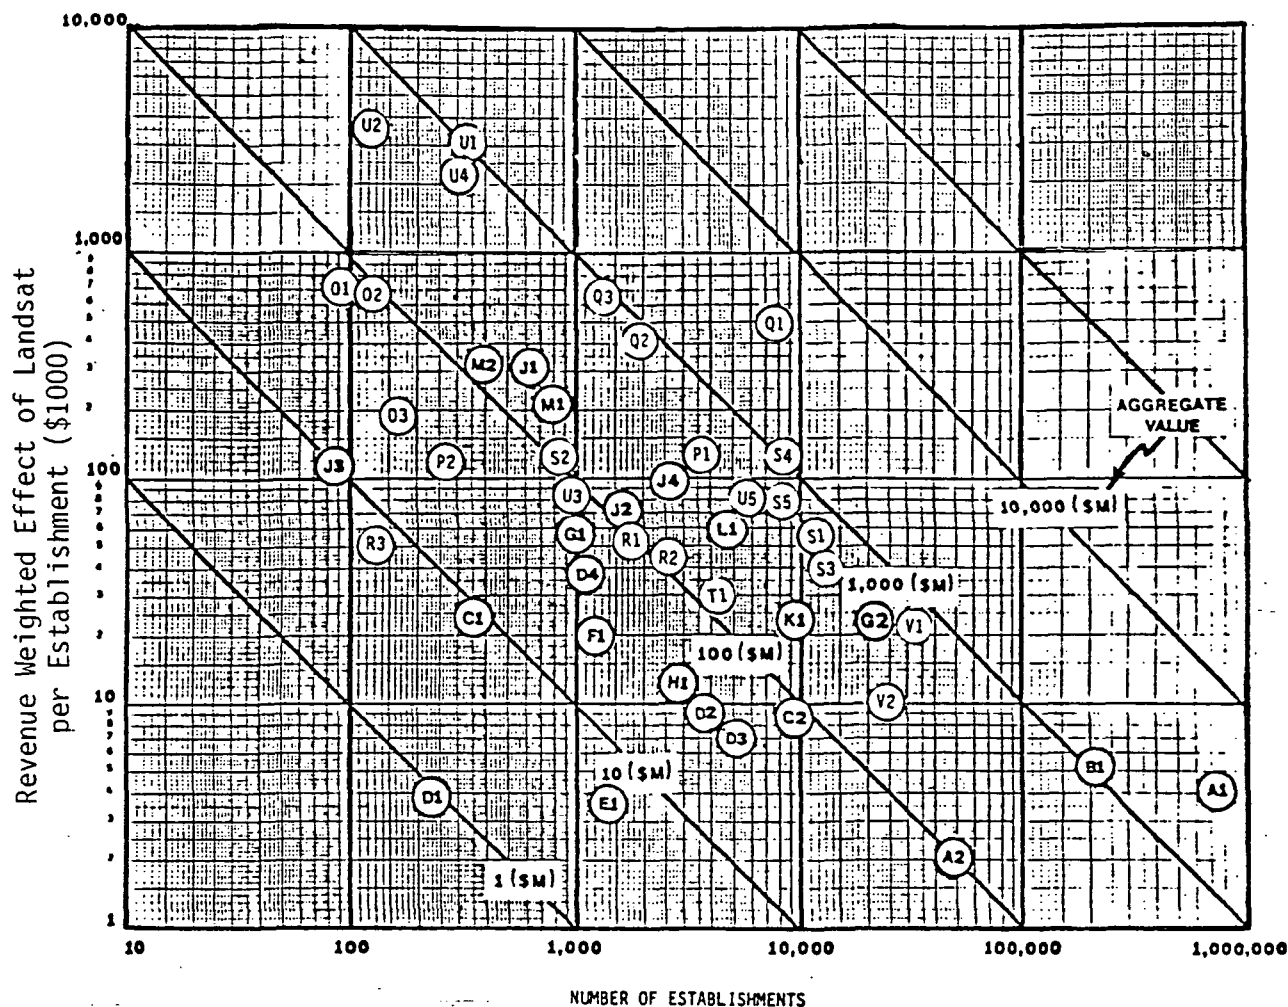 10,000
U2
U1
U4
1,000
O1
O2
Q3
Q1
Q2
M2
J1
M1
O3
AGGREGATE
VALUE
J3
P2
S2
P1
S4
100
J4
U3
J2
U5
S5
10,000 ($M)
G1
R1
L1
S1
R3
R2
S3
D4
T1
1,000 ($M)
C1
F1
K1
G2
V1
100 ($M)
H1
10
D2
C2
V2
D3
10 ($M)
B1
D1
E1
A1
A2
1 ($M)
1
10
100
1,000
10,000
100,000
1,000,000
Revenue Weighted Effect of Landsat
per Establishment ($1000)
NUMBER OF ESTABLISHMENTS